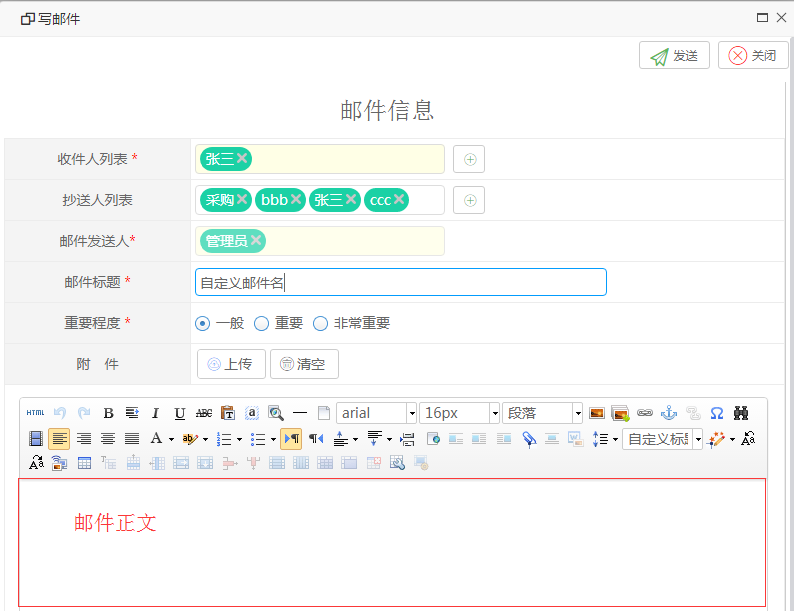 写邮件
发送 关闭
邮件信息
收件人列表 * 张三
抄送人列表 采购 bbb 张三 ccc
邮件发送人* 管理员
邮件标题 * 自定义邮件名
重要程度 * 一般 重要 非常重要
附 件 上传 清空
HTML B I U ABC T a arial 16px 段落 Ω
A ab 自定义标题 Aa
Aa
邮件正文